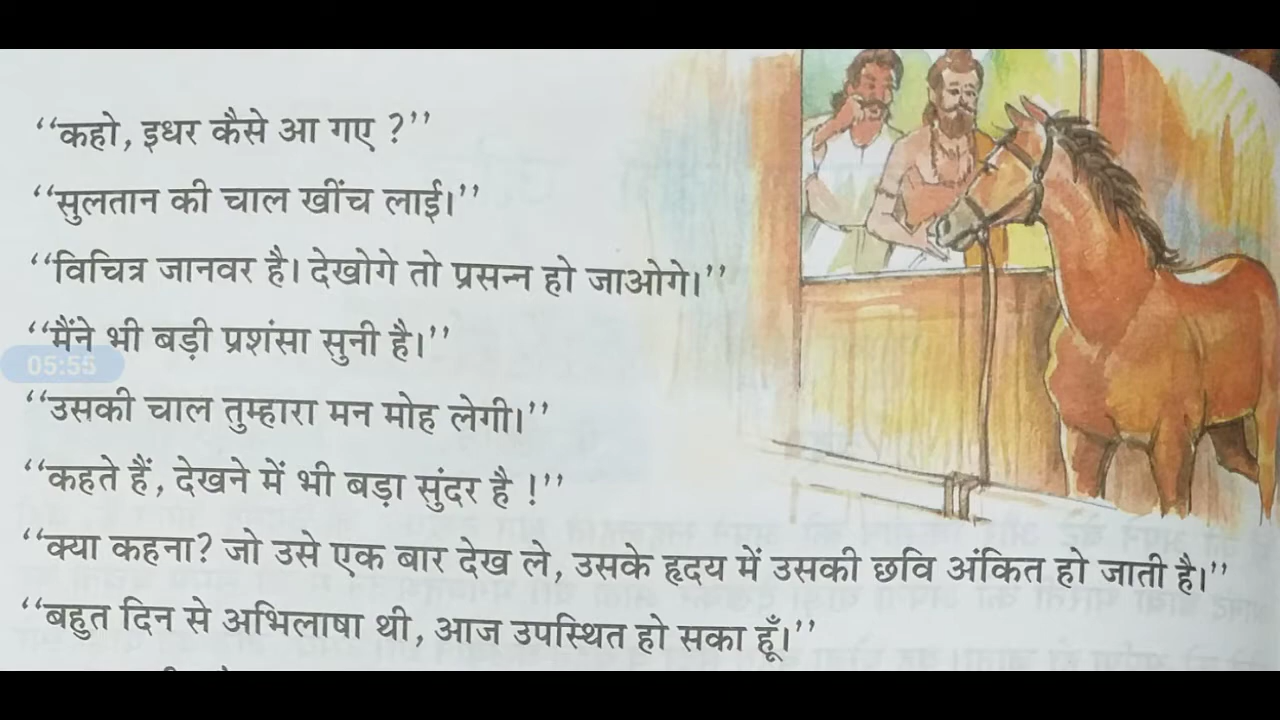 ‘‘कहो, इधर कैसे आ गए ?’’
‘‘सुलतान की चाल खींच लाई।’’
‘‘विचित्र जानवर है। देखोगे तो प्रसन्न हो जाओगे।’’
‘‘मैंने भी बड़ी प्रशंसा सुनी है।’’
05:55
‘‘उसकी चाल तुम्हारा मन मोह लेगी।’’
‘‘कहते हैं, देखने में भी बड़ा सुंदर है !’’
‘‘क्या कहना? जो उसे एक बार देख ले, उसके हृदय में उसकी छवि अंकित हो जाती है।’’
‘‘बहुत दिन से अभिलाषा थी, आज उपस्थित हो सका हूँ।’’